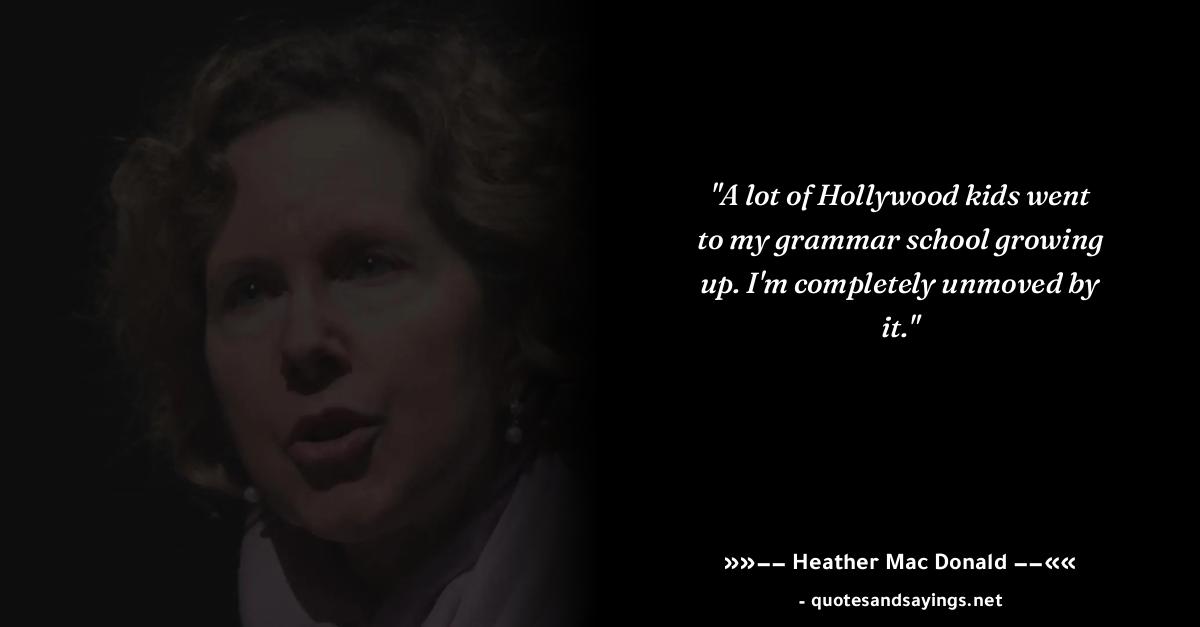 "A lot of Hollywood kids went
to my grammar school growing
up. I'm completely unmoved by
it."
»»−− Heather Mac Donald −−««
- quotesandsayings.net